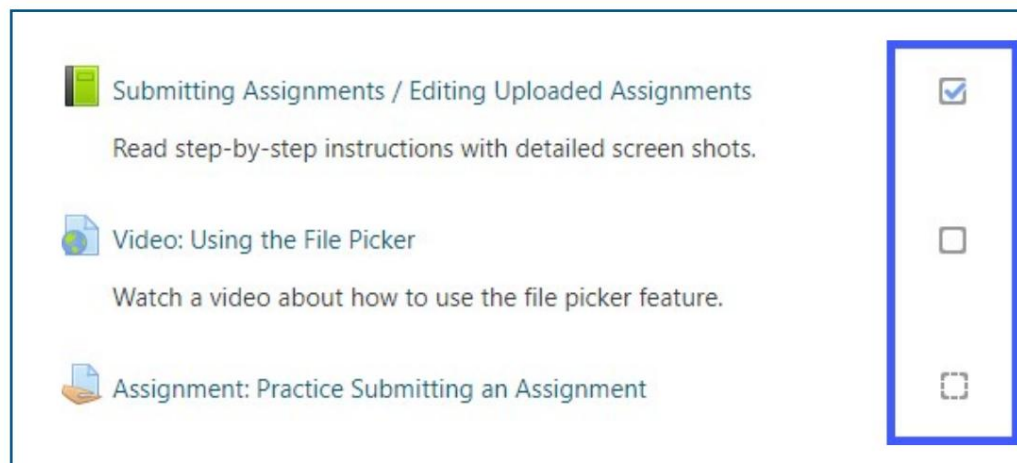 Submitting Assignments / Editing Uploaded Assignments
Read step-by-step instructions with detailed screen shots.
Video: Using the File Picker
Watch a video about how to use the file picker feature.
Assignment: Practice Submitting an Assignment